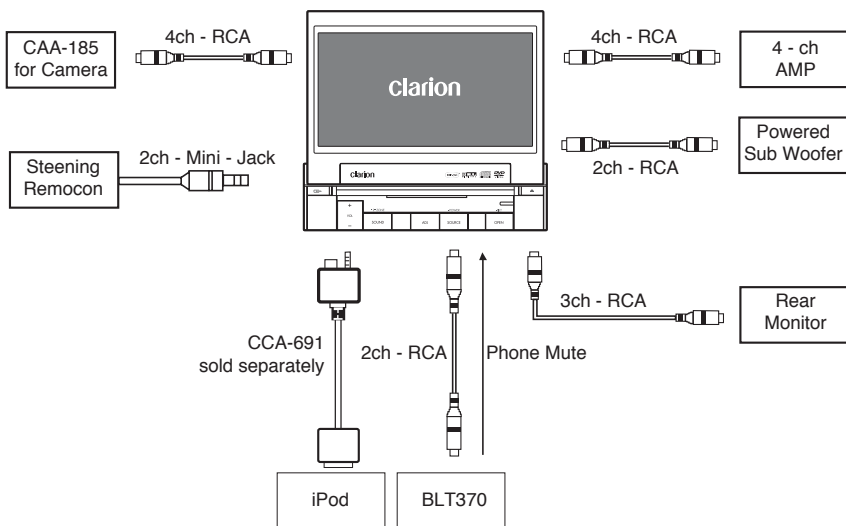 CAA-185
for Camera
4ch - RCA
4ch - RCA
4 - ch
AMP
clarion
Steening
Remocon
2ch - Mini - Jack
2ch - RCA
Powered
Sub Woofer
clarion
+
VOL
−
SOUND
ADJ
SOURCE
OPEN
CCA-691
sold separately
2ch - RCA
Phone Mute
3ch - RCA
Rear
Monitor
iPod
BLT370